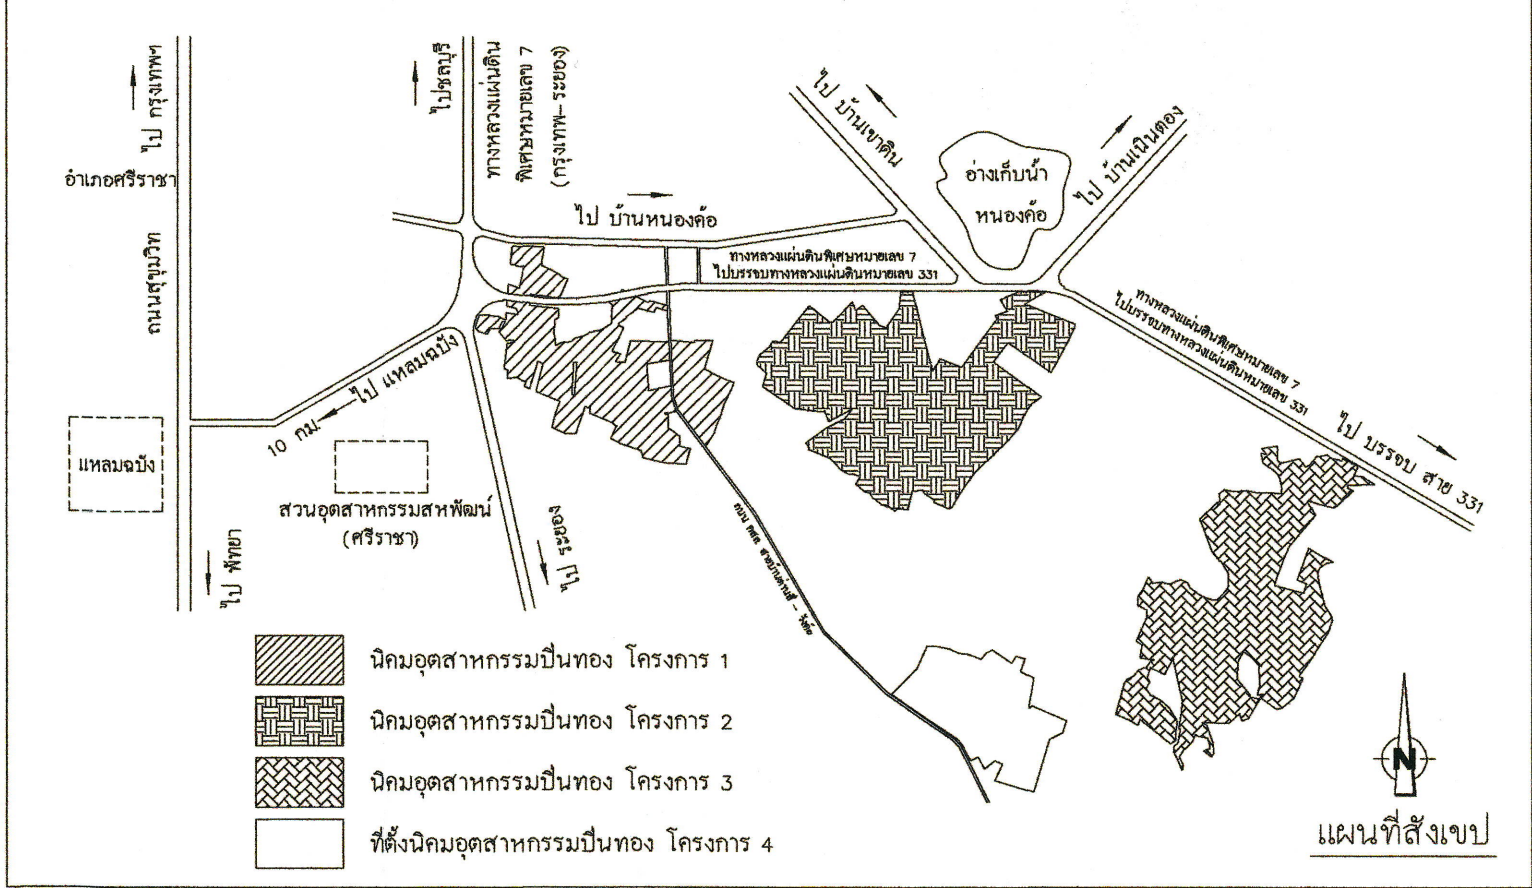 ไป กรุงเทพฯ
อำเภอศรีราชา
ถนนสุขุมวิท
ไปชลบุรี
ทางหลวงแผ่นดิน
พิเศษหมายเลข 7
(กรุงเทพ-ระยอง)
ไป บ้านหนองค้อ
ไป บ้านเขาดิน
อ่างเก็บน้ำ
หนองค้อ
ไป บ้านเนินตอง
ทางหลวงแผ่นดินพิเศษหมายเลข 7
ไปบรรจบทางหลวงแผ่นดินหมายเลข 331
ทางหลวงแผ่นดินพิเศษหมายเลข 7
ไปบรรจบทางหลวงแผ่นดินหมายเลข 331
ไป บรรจบ สาย 331
10 กม
ไป แหลมฉบัง
แหลมฉบัง
สวนอุตสาหกรรมสหพัฒน์
(ศรีราชา)
ไป พัทยา
ไป ระยอง
ถนน คสล. สาย
นิคมอุตสาหกรรมปิ่นทอง โครงการ 1
นิคมอุตสาหกรรมปิ่นทอง โครงการ 2
นิคมอุตสาหกรรมปิ่นทอง โครงการ 3
ที่ตั้งนิคมอุตสาหกรรมปิ่นทอง โครงการ 4
N
แผนที่สังเขป